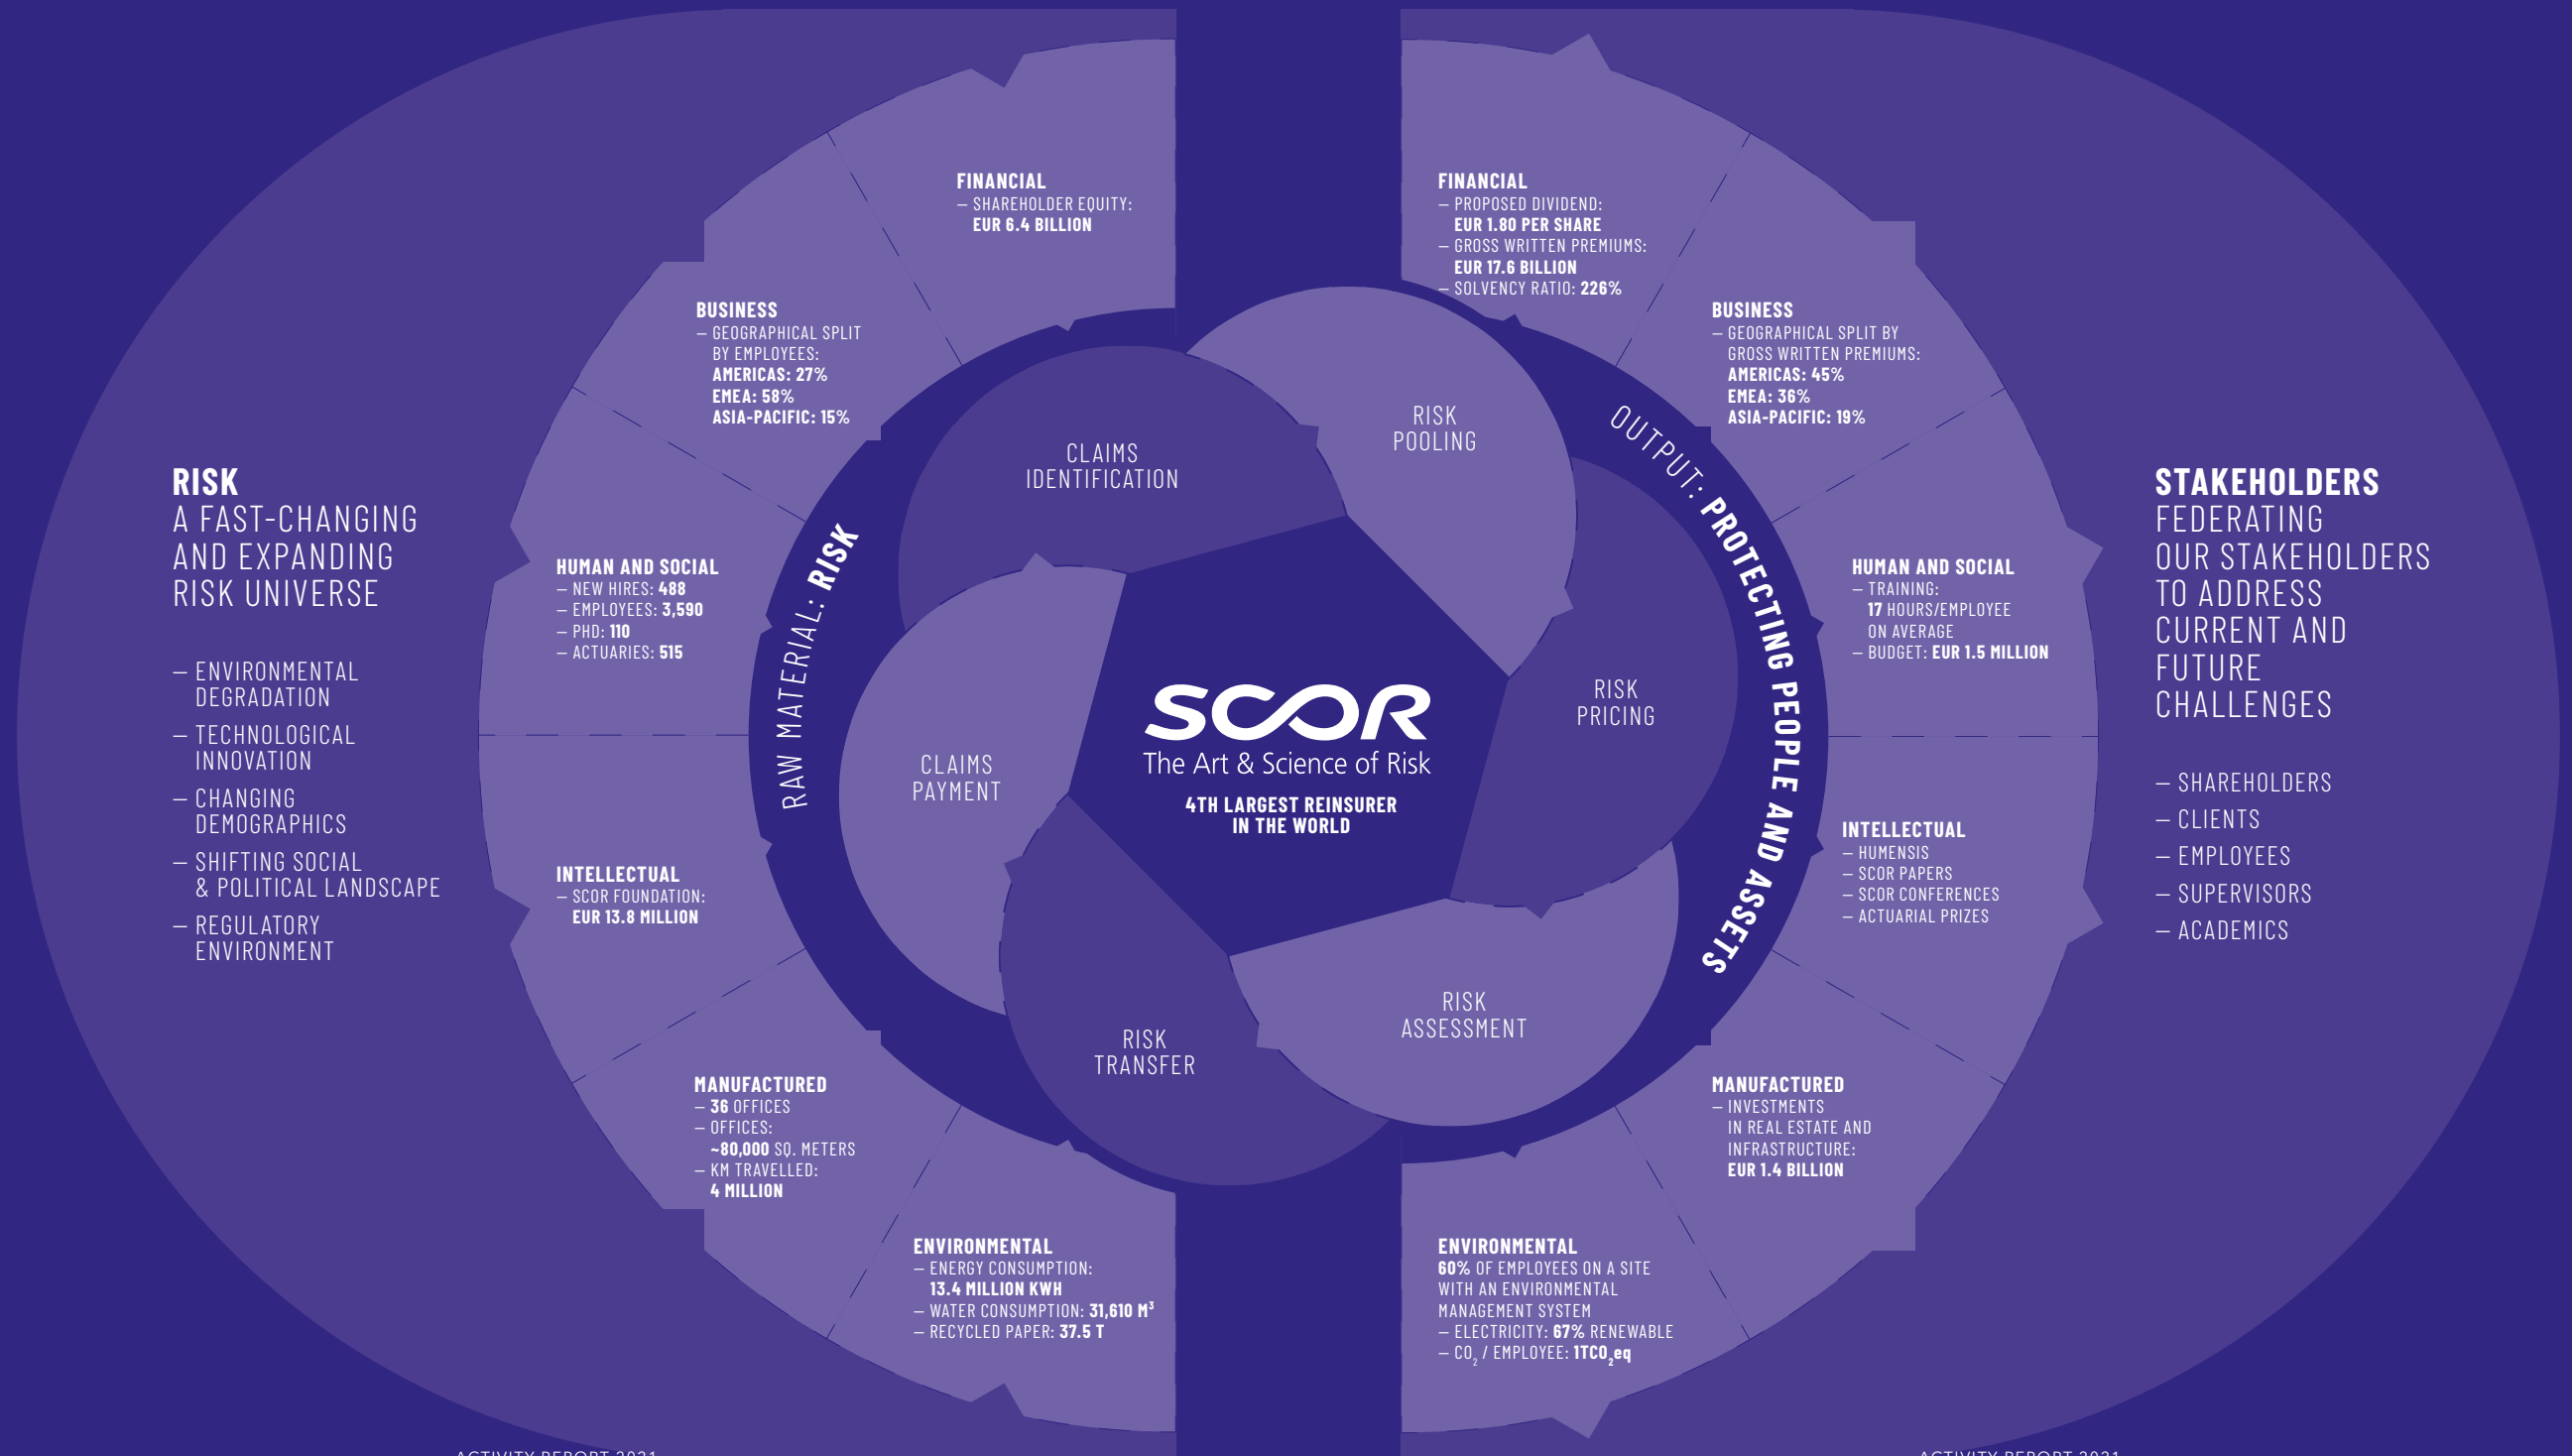 RISK
A FAST-CHANGING
AND EXPANDING
RISK UNIVERSE
— ENVIRONMENTAL
DEGRADATION
— TECHNOLOGICAL
INNOVATION
— CHANGING
DEMOGRAPHICS
— SHIFTING SOCIAL
& POLITICAL LANDSCAPE
— REGULATORY
ENVIRONMENT
FINANCIAL
— SHAREHOLDER EQUITY:
EUR 6.4 BILLION
BUSINESS
— GEOGRAPHICAL SPLIT
BY EMPLOYEES:
AMERICAS: 27%
EMEA: 58%
ASIA-PACIFIC: 15%
HUMAN AND SOCIAL
— NEW HIRES: 488
— EMPLOYEES: 3,590
— PHD: 110
— ACTUARIES: 515
INTELLECTUAL
— SCOR FOUNDATION:
EUR 13.8 MILLION
MANUFACTURED
— 36 OFFICES
— OFFICES:
~80,000 SQ. METERS
— KM TRAVELLED:
4 MILLION
ENVIRONMENTAL
— ENERGY CONSUMPTION:
13.4 MILLION KWH
— WATER CONSUMPTION: 31,610 M³
— RECYCLED PAPER: 37.5 T
RAW MATERIAL: RISK
CLAIMS
IDENTIFICATION
RISK
POOLING
RISK
PRICING
RISK
ASSESSMENT
RISK
TRANSFER
CLAIMS
PAYMENT
SCOR
The Art & Science of Risk
4TH LARGEST REINSURER
IN THE WORLD
OUTPUT: PROTECTING PEOPLE AND ASSETS
FINANCIAL
— PROPOSED DIVIDEND:
EUR 1.80 PER SHARE
— GROSS WRITTEN PREMIUMS:
EUR 17.6 BILLION
— SOLVENCY RATIO: 226%
BUSINESS
— GEOGRAPHICAL SPLIT BY
GROSS WRITTEN PREMIUMS:
AMERICAS: 45%
EMEA: 36%
ASIA-PACIFIC: 19%
HUMAN AND SOCIAL
— TRAINING:
17 HOURS/EMPLOYEE
ON AVERAGE
— BUDGET: EUR 1.5 MILLION
INTELLECTUAL
— HUMENSIS
— SCOR PAPERS
— SCOR CONFERENCES
— ACTUARIAL PRIZES
MANUFACTURED
— INVESTMENTS
IN REAL ESTATE AND
INFRASTRUCTURE:
EUR 1.4 BILLION
ENVIRONMENTAL
60% OF EMPLOYEES ON A SITE
WITH AN ENVIRONMENTAL
MANAGEMENT SYSTEM
— ELECTRICITY: 67% RENEWABLE
— CO₂ / EMPLOYEE: 1TCO₂eq
STAKEHOLDERS
FEDERATING
OUR STAKEHOLDERS
TO ADDRESS
CURRENT AND
FUTURE
CHALLENGES
— SHAREHOLDERS
— CLIENTS
— EMPLOYEES
— SUPERVISORS
— ACADEMICS
ACTIVITY REPORT 2021
ACTIVITY REPORT 2021